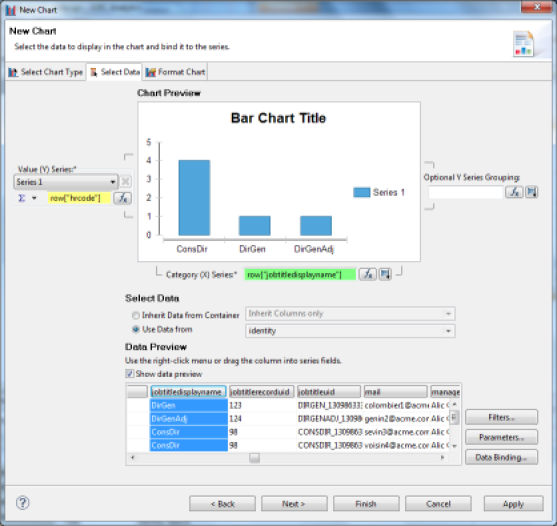 New Chart
New Chart
Select the data to display in the chart and bind it to the series.
Select Chart Type
Select Data
Format Chart
Chart Preview
Bar Chart Title
5
4
3
2
1
0
ConsDir DirGen DirGenAdj
Series 1
Value (Y) Series:*
Series 1
Σ row["hrcode"] fx
Optional Y Series Grouping:
fx
Category (X) Series:* row["jobtitledisplayname"] fx
Select Data
Inherit Data from Container Inherit Columns only
Use Data from identity
Data Preview
Use the right-click menu or drag the column into series fields.
Show data preview
jobtitledisplayname jobtitlerecorduid jobtitleuid mail manage
DirGen 123 DIRGEN_130986333 colombier1@acme Alic
DirGenAdj 124 DIRGENADJ_13098 genin2@acme.cor Alic
ConsDir 98 CONSDIR_1309863 sevin3@acme.com Alic
ConsDir 98 CONSDIR_1309863 voisin4@acme.cor Alic
Filters...
Parameters...
Data Binding...
? < Back Next > Finish Cancel Apply